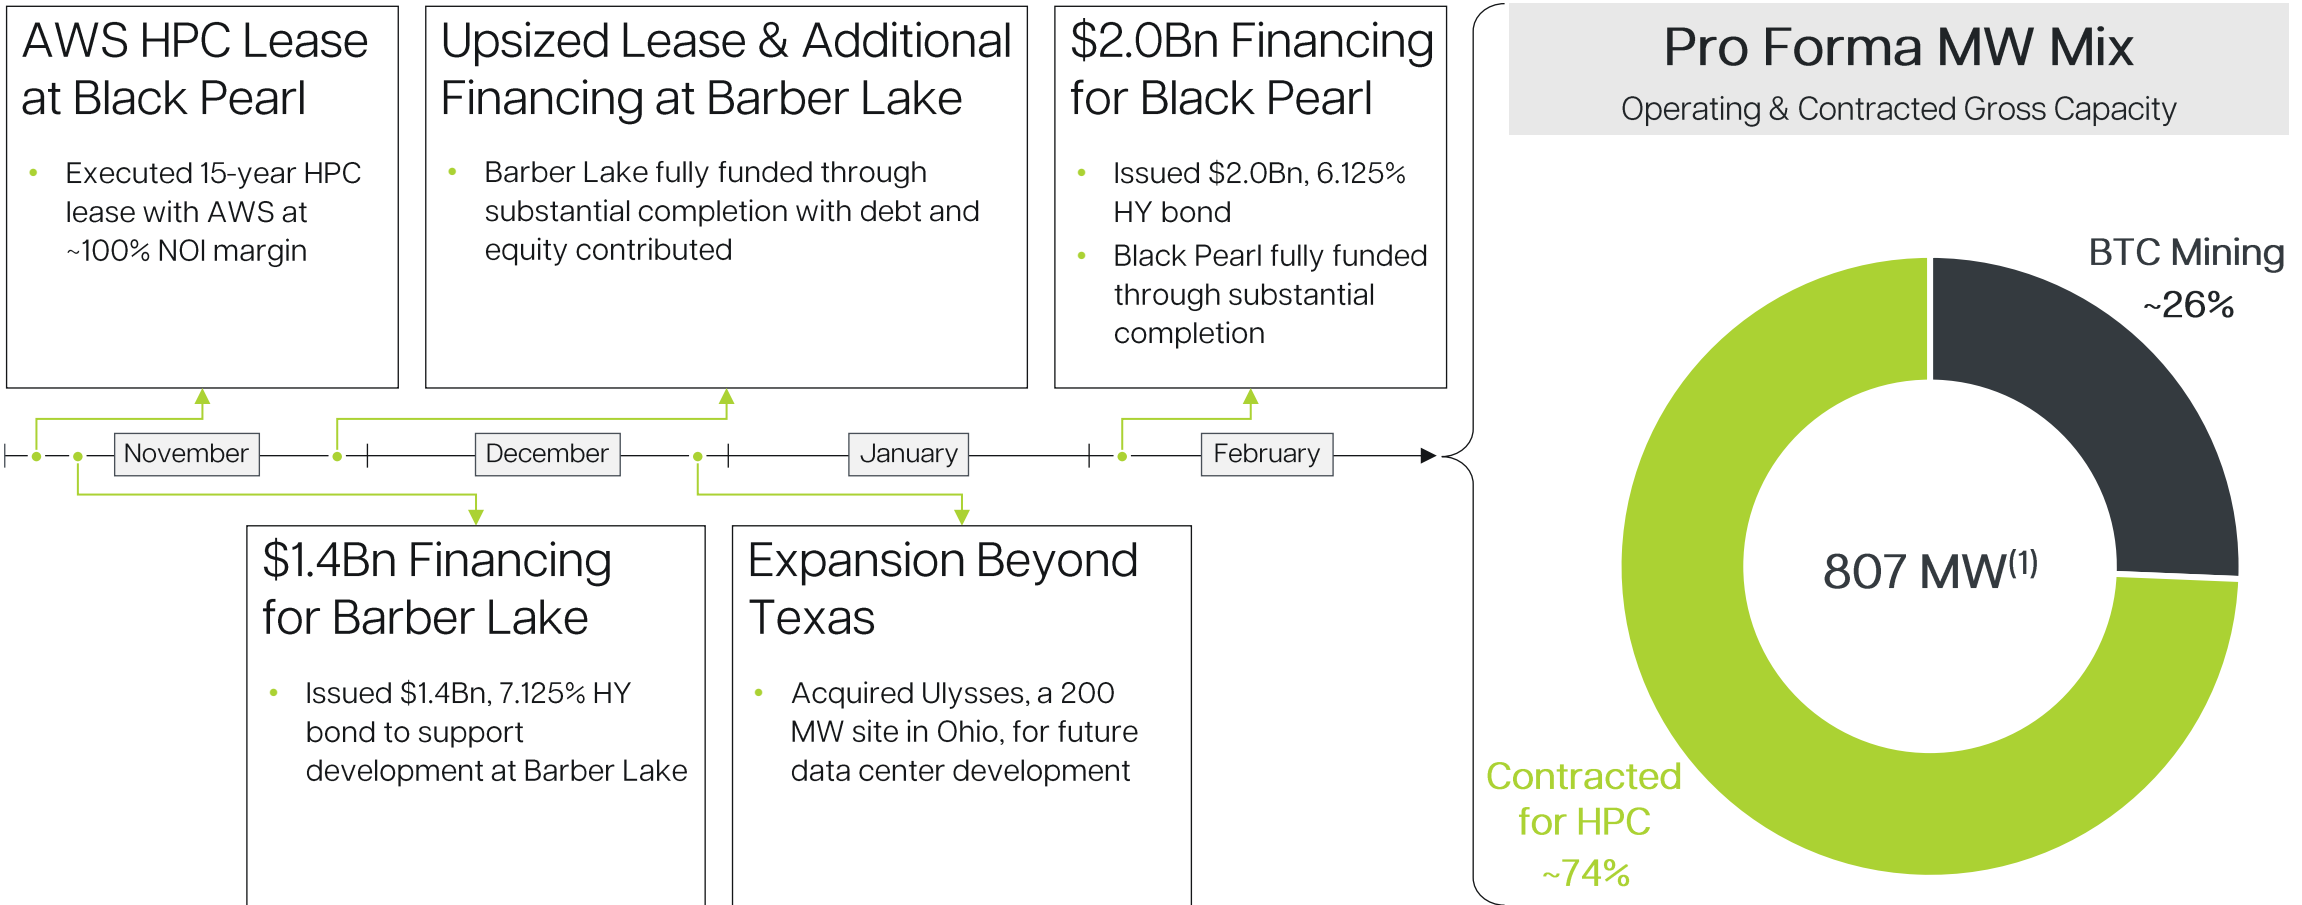 AWS HPC Lease
at Black Pearl
• Executed 15-year HPC
lease with AWS at
~100% NOI margin
Upsized Lease & Additional
Financing at Barber Lake
• Barber Lake fully funded through
substantial completion with debt and
equity contributed
$2.0Bn Financing
for Black Pearl
• Issued $2.0Bn, 6.125%
HY bond
• Black Pearl fully funded
through substantial
completion
November
December
January
February
$1.4Bn Financing
for Barber Lake
• Issued $1.4Bn, 7.125% HY
bond to support
development at Barber Lake
Expansion Beyond
Texas
• Acquired Ulysses, a 200
MW site in Ohio, for future
data center development
Pro Forma MW Mix
Operating & Contracted Gross Capacity
BTC Mining
~26%
807 MW(1)
Contracted
for HPC
~74%